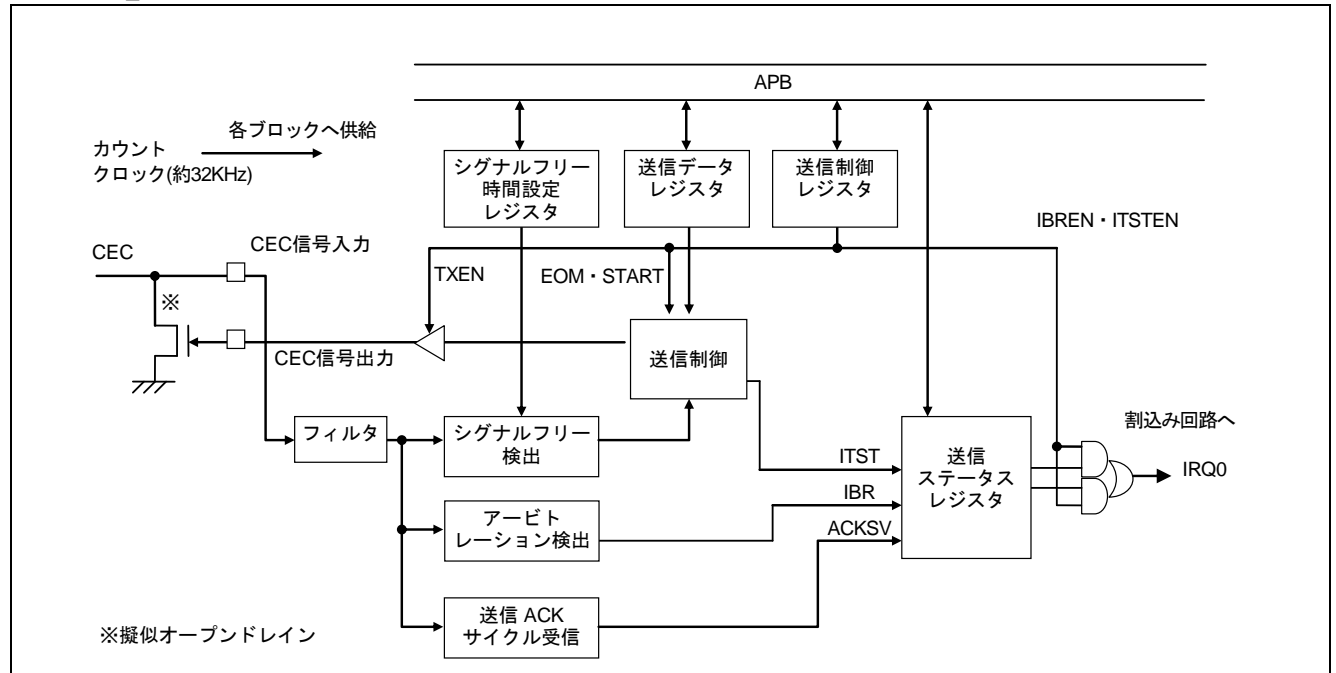 APB
各ブロックへ供給
カウント
クロック(約32KHz)
シグナルフリー
時間設定
レジスタ
送信データ
レジスタ
送信制御
レジスタ
IBREN・ITSTEN
CEC信号入力
CEC
TXEN
EOM・START
※
CEC信号出力
送信制御
フィルタ
シグナルフリー
検出
ITST
送信
ステータス
レジスタ
割込み回路へ
IRQ0
IBR
アービト
レーション検出
ACKSV
送信 ACK
サイクル受信
※擬似オープンドレイン